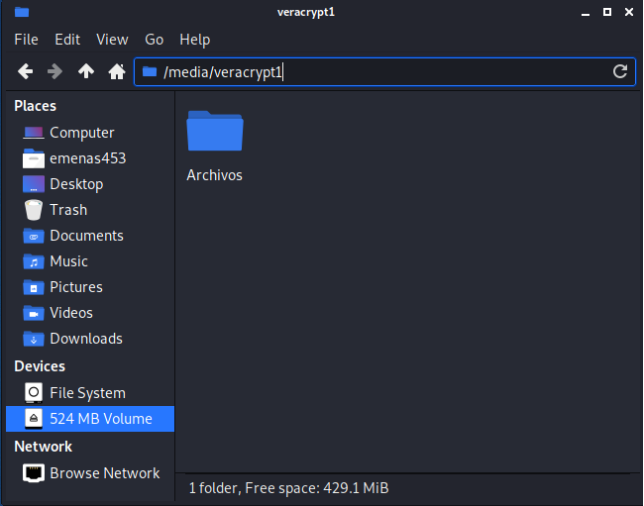 veracrypt1
File Edit View Go Help
/media/veracrypt1
Places
Computer
emenas453
Desktop
Trash
Documents
Music
Pictures
Videos
Downloads
Devices
File System
524 MB Volume
Network
Browse Network
Archivos
1 folder, Free space: 429.1 MiB